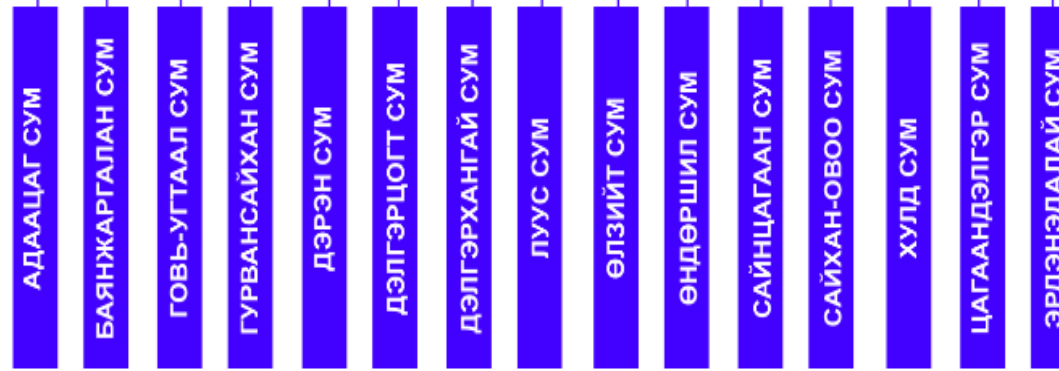 АДААЦАГ СУМ
БАЯНЖАРГАЛАН СУМ
ГОВЬ-УГТААЛ СУМ
ГУРВАНСАЙХАН СУМ
ДЭРЭН СУМ
ДЭЛГЭРЦОГТ СУМ
ДЭЛГЭРХАНГАЙ СУМ
ЛУУС СУМ
ӨЛЗИЙТ СУМ
ӨНДӨРШИЛ СУМ
САЙНЦАГААН СУМ
САЙХАН-ОВОО СУМ
ХУЛД СУМ
ЦАГААНДЭЛГЭР СУМ
ЭРДЭНЭДАЛАЙ СУМ